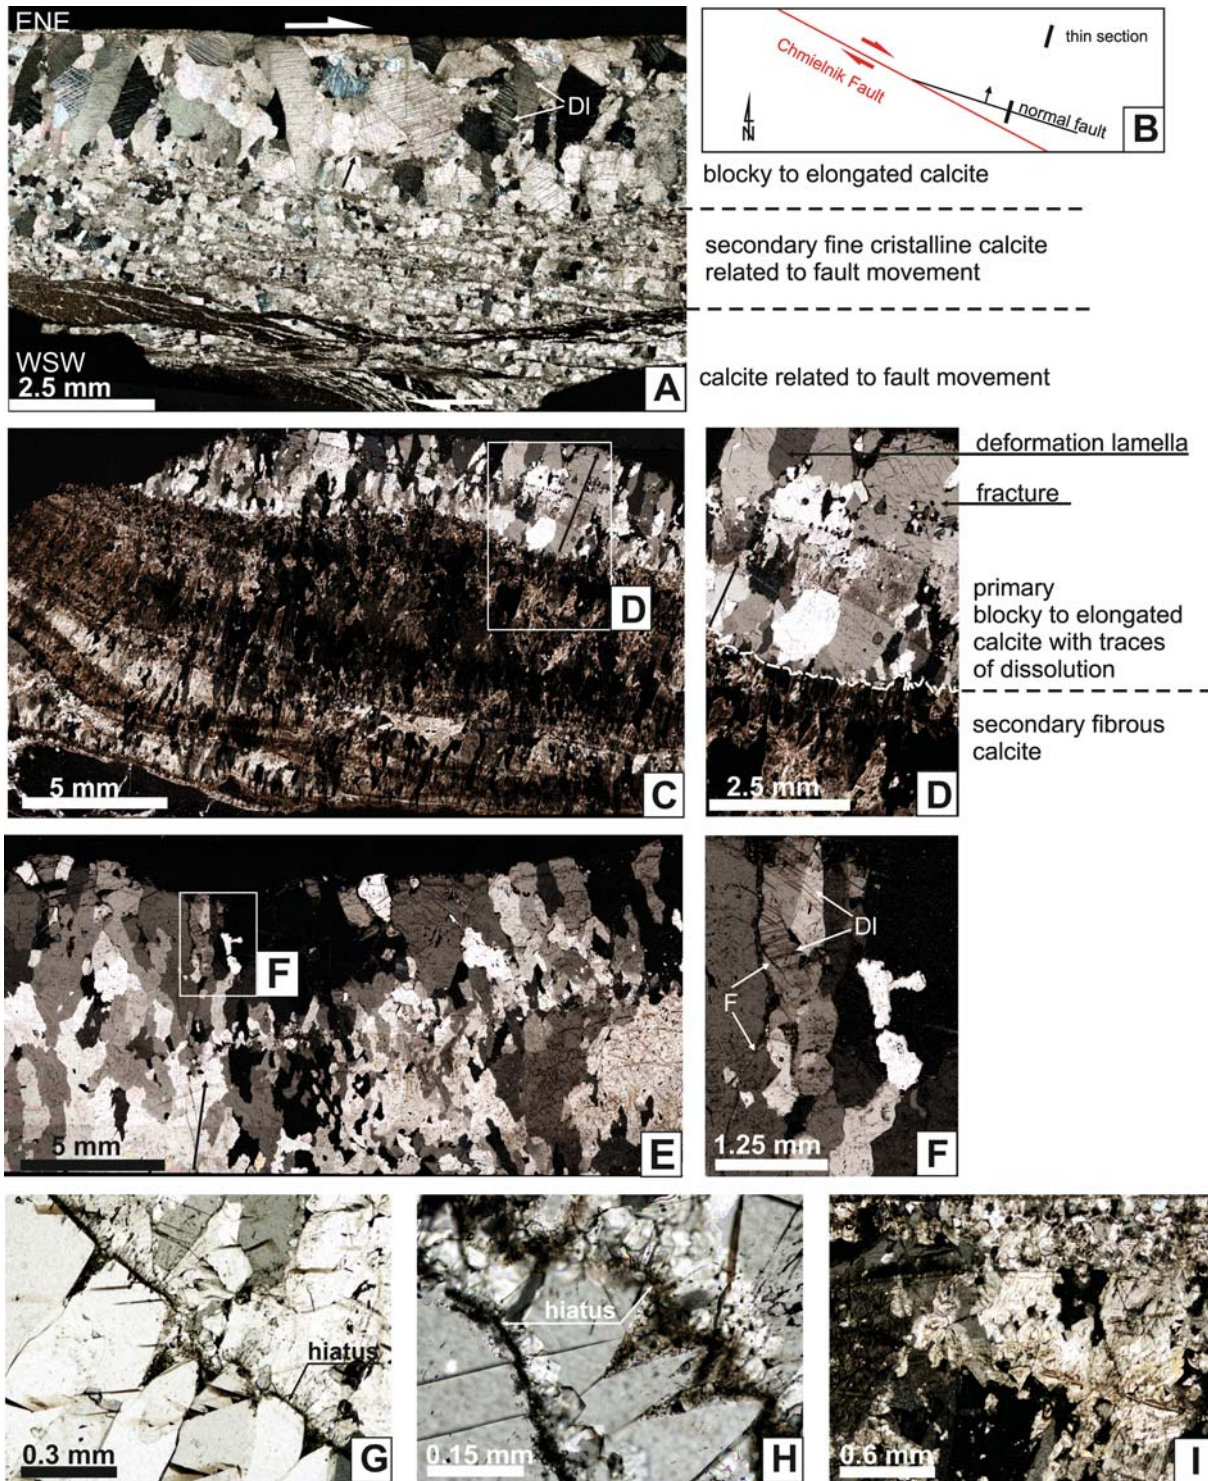 ENE
DI
WSW
2.5 mm
A
thin section
Chmielnik Fault
normal fault
N
B
blocky to elongated calcite
secondary fine cristalline calcite
related to fault movement
calcite related to fault movement
D
5 mm
C
2.5 mm
D
deformation lamella
fracture
primary
blocky to elongated
calcite with traces
of dissolution
secondary fibrous
calcite
F
5 mm
E
DI
F
1.25 mm
F
hiatus
0.3 mm
G
hiatus
0.15 mm
H
0.6 mm
I